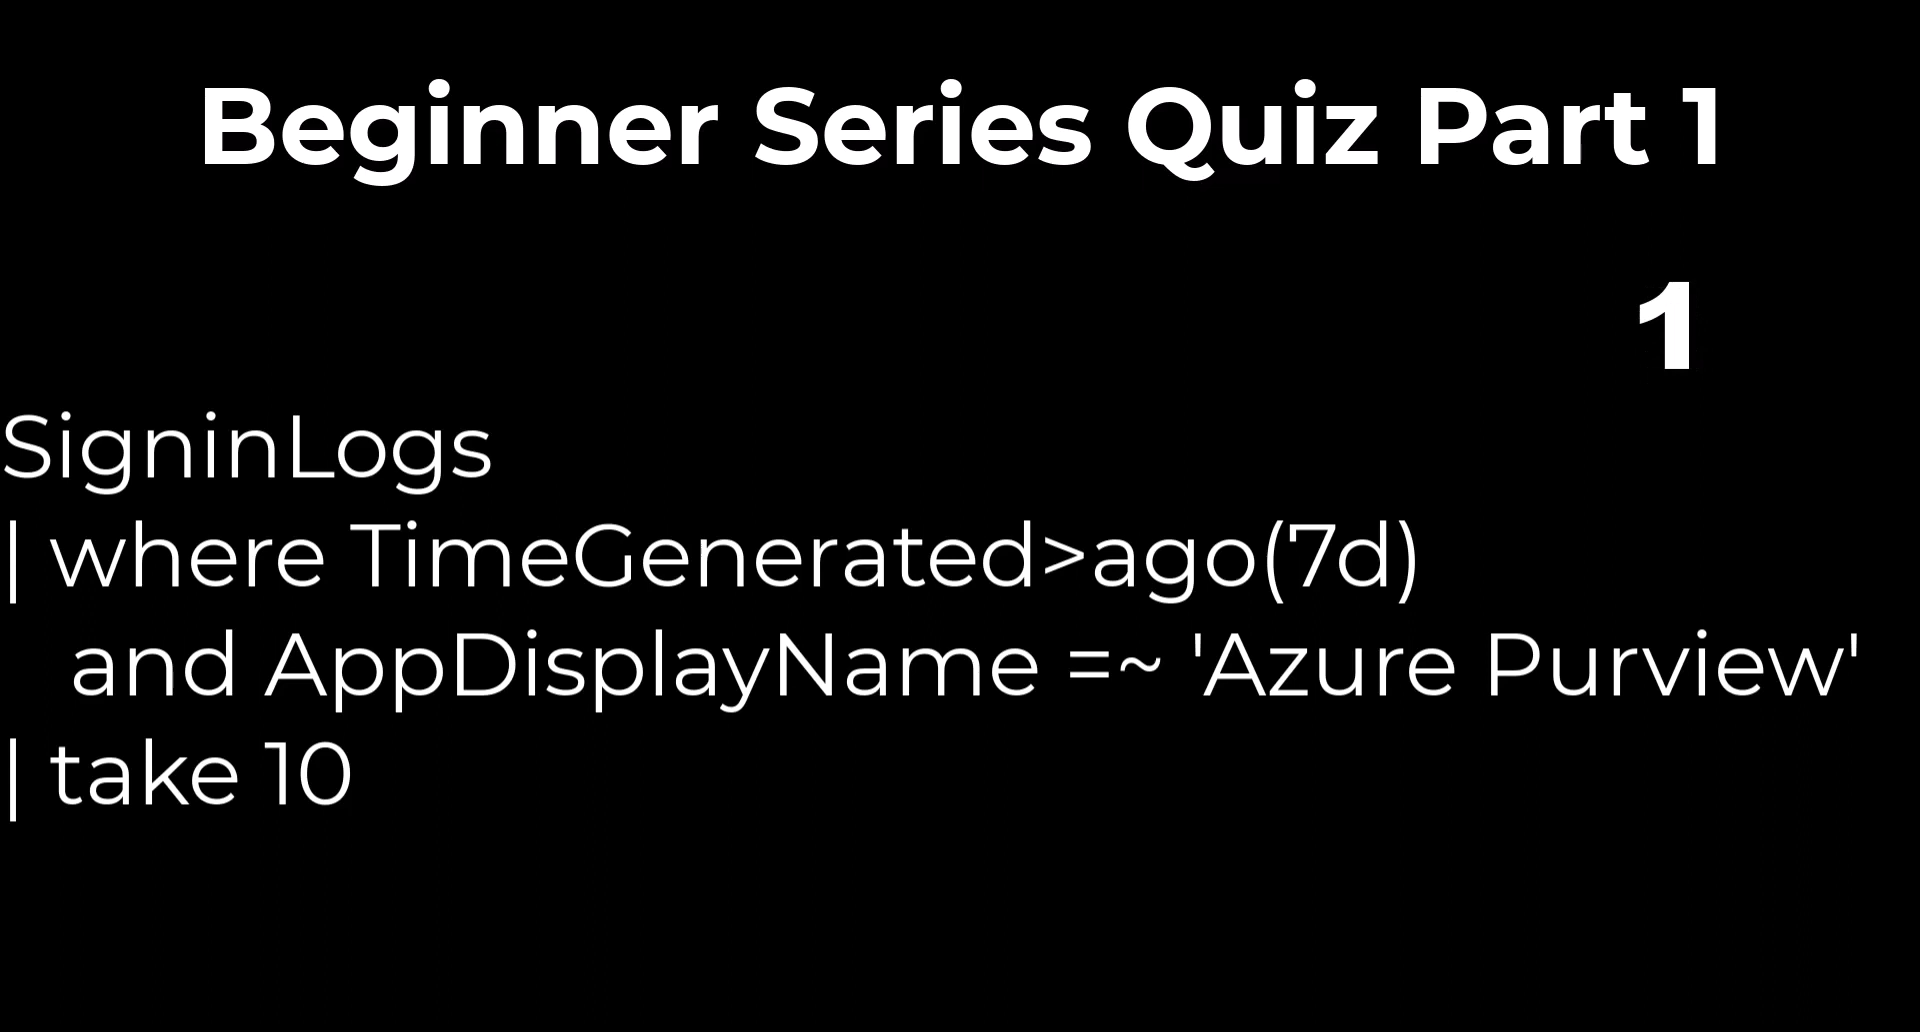 Beginner Series Quiz Part 1
1
SigninLogs
| where TimeGenerated>ago(7d)
and AppDisplayName =~ 'Azure Purview'
| take 10